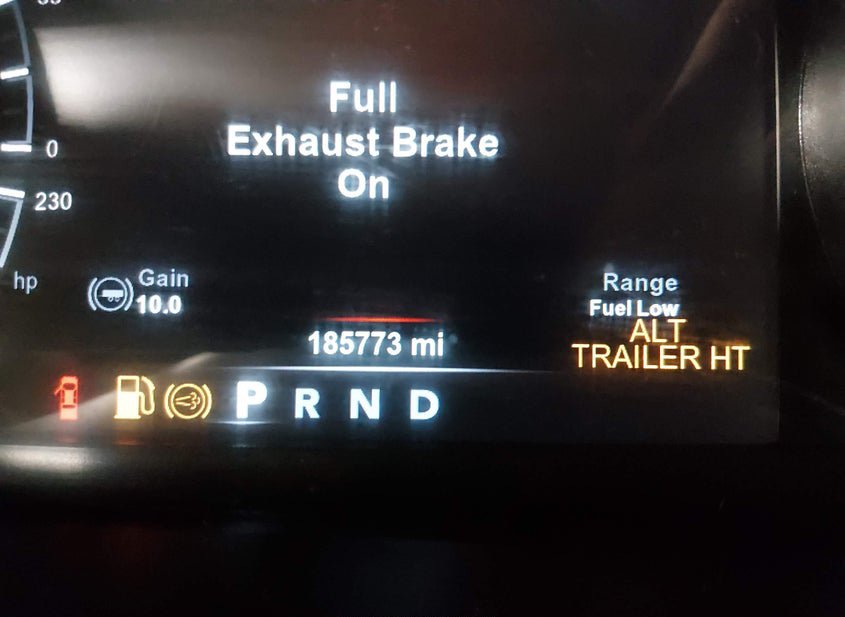 Full
Exhaust Brake
On
0
230
hp
Gain
10.0
Range
Fuel Low
ALT
TRAILER HT
185773 mi
P R N D